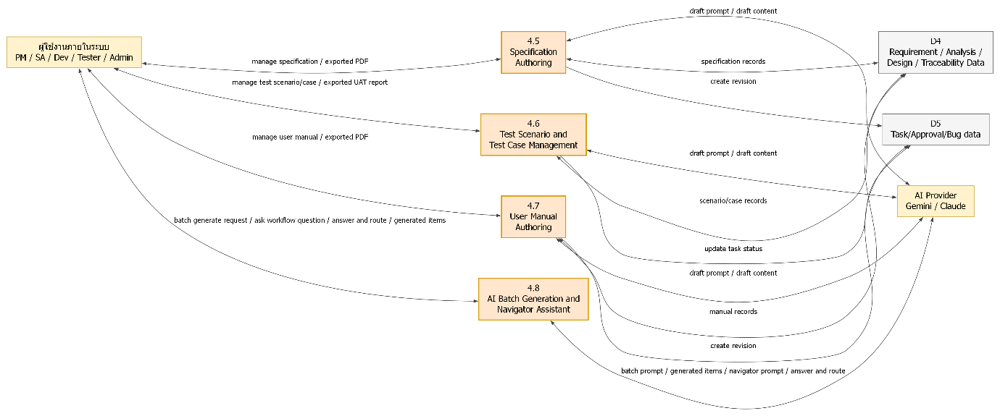 ผู้ใช้งานภายในระบบ
PM / SA / Dev / Tester / Admin
manage specification / exported PDF
manage test scenario/case / exported UAT report
manage user manual / exported PDF
batch generate request / ask workflow question / answer and route / generated items
4.5
Specification
Authoring
4.6
Test Scenario and
Test Case Management
4.7
User Manual
Authoring
4.8
AI Batch Generation and
Navigator Assistant
draft prompt / draft content
specification records
create revision
draft prompt / draft content
scenario/case records
update task status
draft prompt / draft content
manual records
create revision
batch prompt / generated items / navigator prompt / answer and route
D4
Requirement / Analysis /
Design / Traceability Data
D5
Task/Approval/Bug data
AI Provider
Gemini / Claude